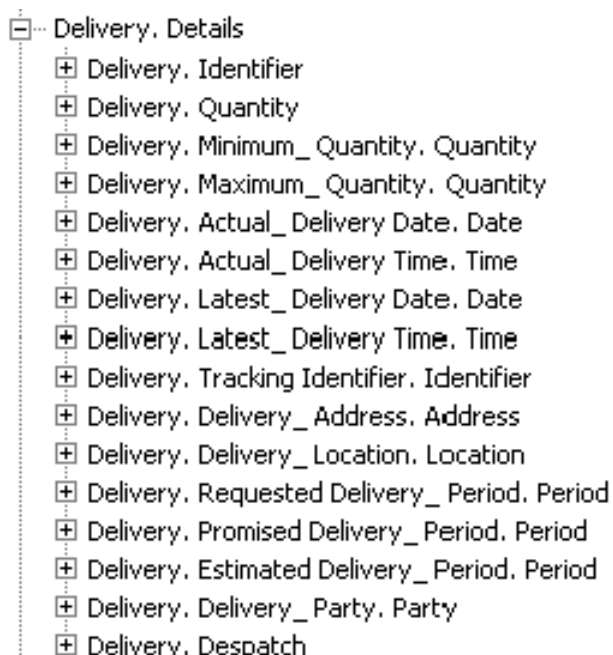 Delivery. Details
Delivery. Identifier
Delivery. Quantity
Delivery. Minimum_ Quantity. Quantity
Delivery. Maximum_ Quantity. Quantity
Delivery. Actual_ Delivery Date. Date
Delivery. Actual_ Delivery Time. Time
Delivery. Latest_ Delivery Date. Date
Delivery. Latest_ Delivery Time. Time
Delivery. Tracking Identifier. Identifier
Delivery. Delivery_ Address. Address
Delivery. Delivery_ Location. Location
Delivery. Requested Delivery_ Period. Period
Delivery. Promised Delivery_ Period. Period
Delivery. Estimated Delivery_ Period. Period
Delivery. Delivery_ Party. Party
Delivery. Despatch